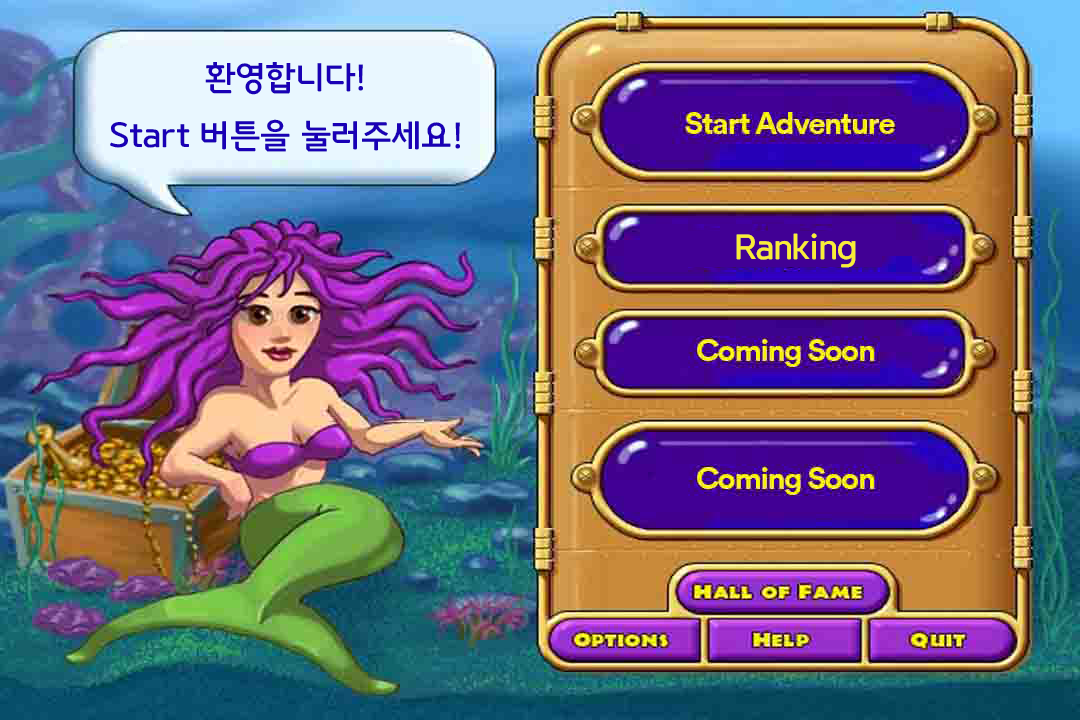 환영합니다!
Start 버튼을 눌러주세요!
Start Adventure
Ranking
Coming Soon
Coming Soon
HALL OF FAME
OPTIONS
HELP
QUIT